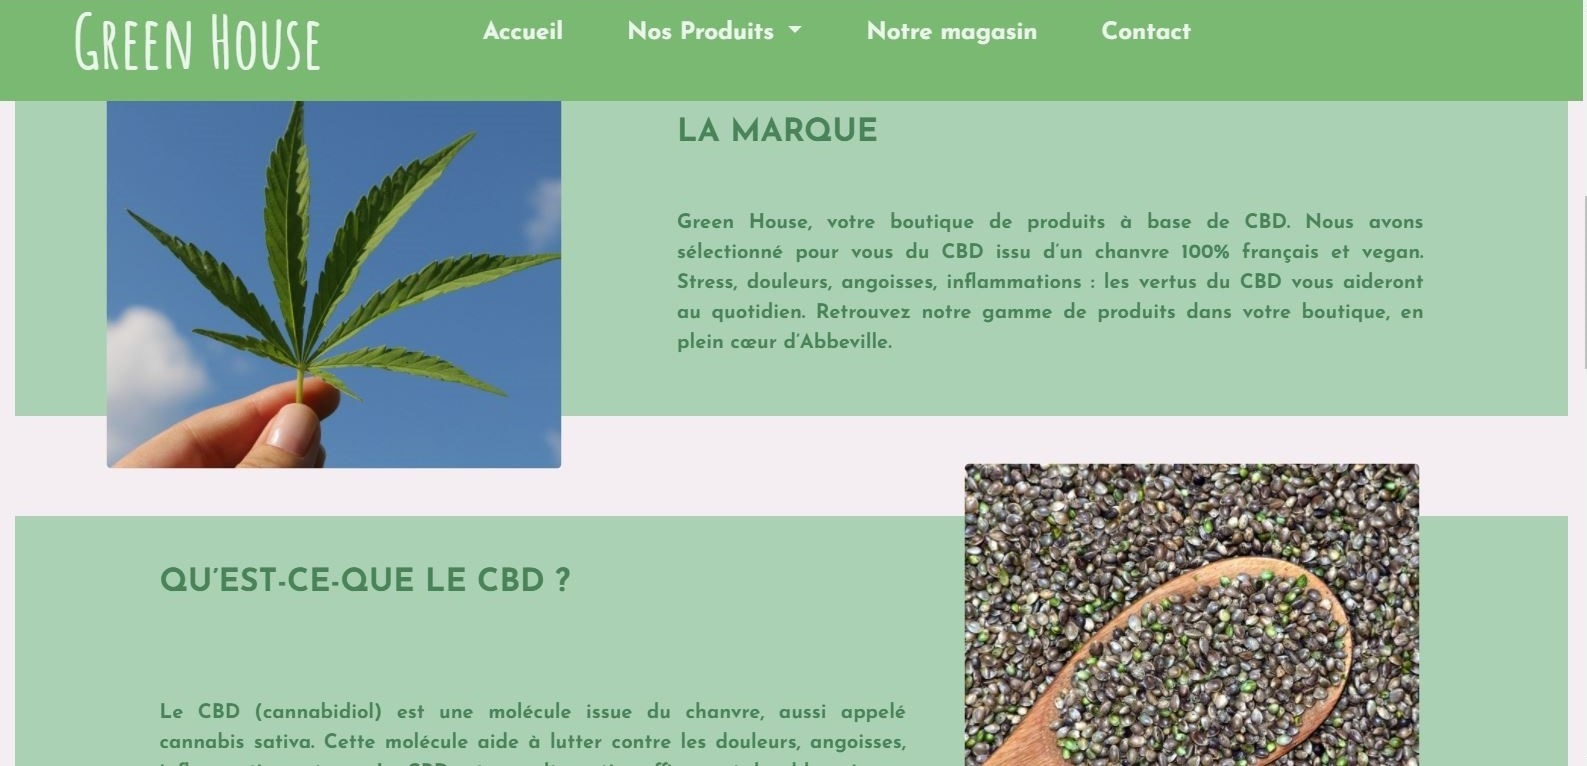 Green House
Accueil
Nos Produits
Notre magasin
Contact
LA MARQUE
Green House, votre boutique de produits à base de CBD. Nous avons
sélectionné pour vous du CBD issu d'un chanvre 100% français et vegan.
Stress, douleurs, angoisses, inflammations : les vertus du CBD vous aideront
au quotidien. Retrouvez notre gamme de produits dans votre boutique, en
plein cœur d'Abbeville.
QU'EST-CE-QUE LE CBD ?
Le CBD (cannabidiol) est une molécule issue du chanvre, aussi appelé
cannabis sativa. Cette molécule aide à lutter contre les douleurs, angoisses,